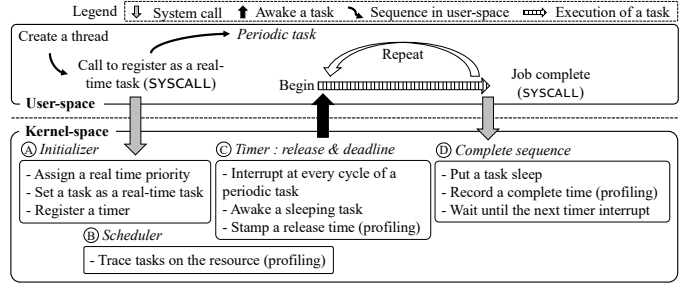 Legend System call Awake a task Sequence in user-space Execution of a task
Create a thread
Periodic task
Call to register as a real-
time task (SYSCALL)
Repeat
Begin
Job complete
(SYSCALL)
User-space
Kernel-space
A Initializer
- Assign a real time priority
- Set a task as a real-time task
- Register a timer
B Scheduler
- Trace tasks on the resource (profiling)
C Timer : release & deadline
- Interrupt at every cycle of a
periodic task
- Awake a sleeping task
- Stamp a release time (profiling)
D Complete sequence
- Put a task sleep
- Record a complete time (profiling)
- Wait until the next timer interrupt